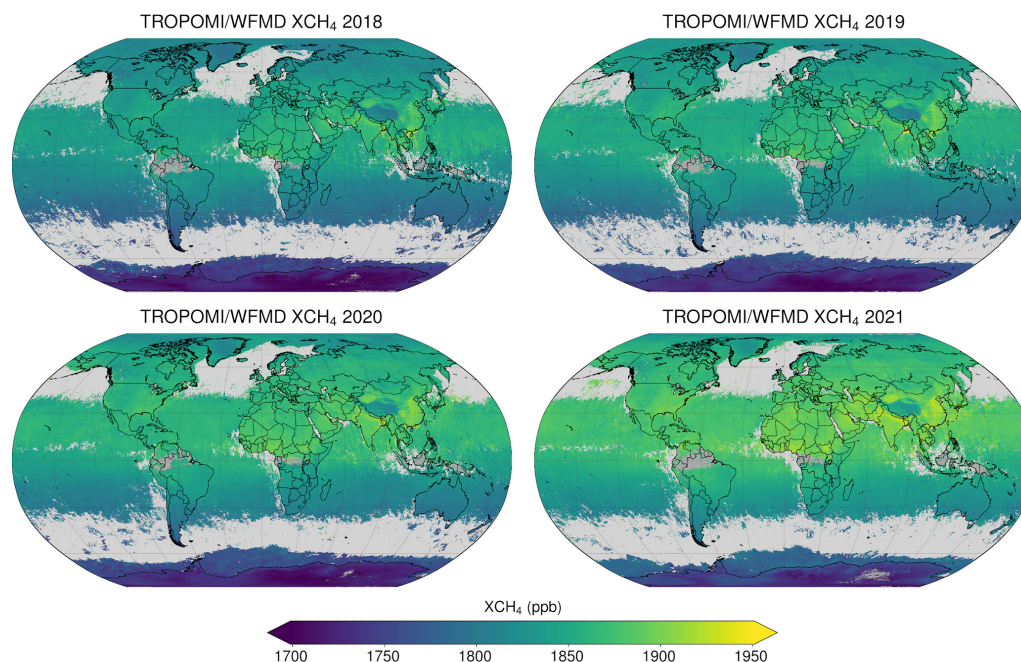 TROPOMI/WFMD XCH₄ 2018
TROPOMI/WFMD XCH₄ 2019
TROPOMI/WFMD XCH₄ 2020
TROPOMI/WFMD XCH₄ 2021
XCH₄ (ppb)
1700 1750 1800 1850 1900 1950